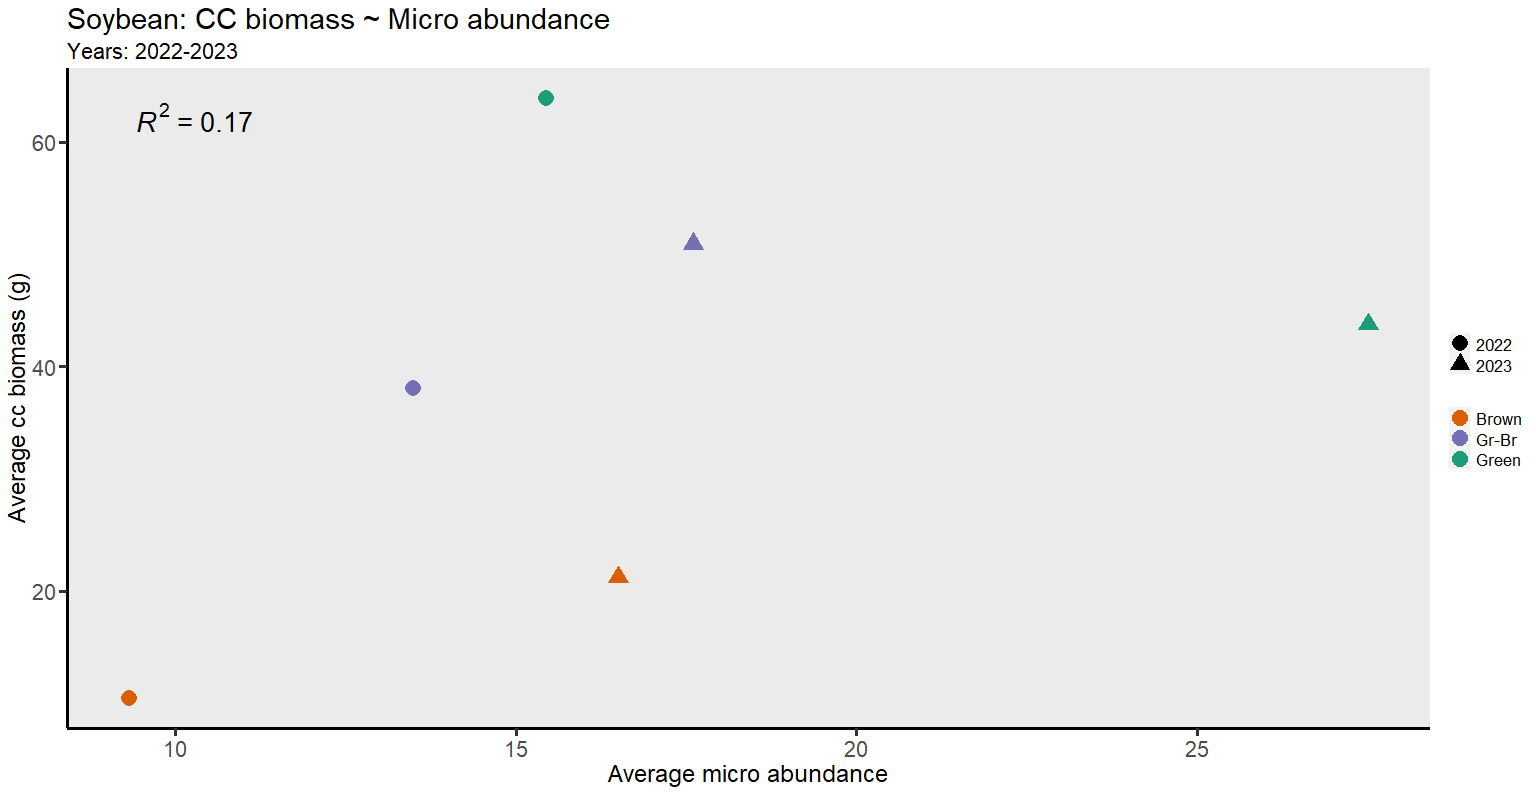 Soybean: CC biomass ~ Micro abundance
Years: 2022-2023
R² = 0.17
60
40
20
Average cc biomass (g)
10
15
20
25
Average micro abundance
2022
2023
Brown
Gr-Br
Green